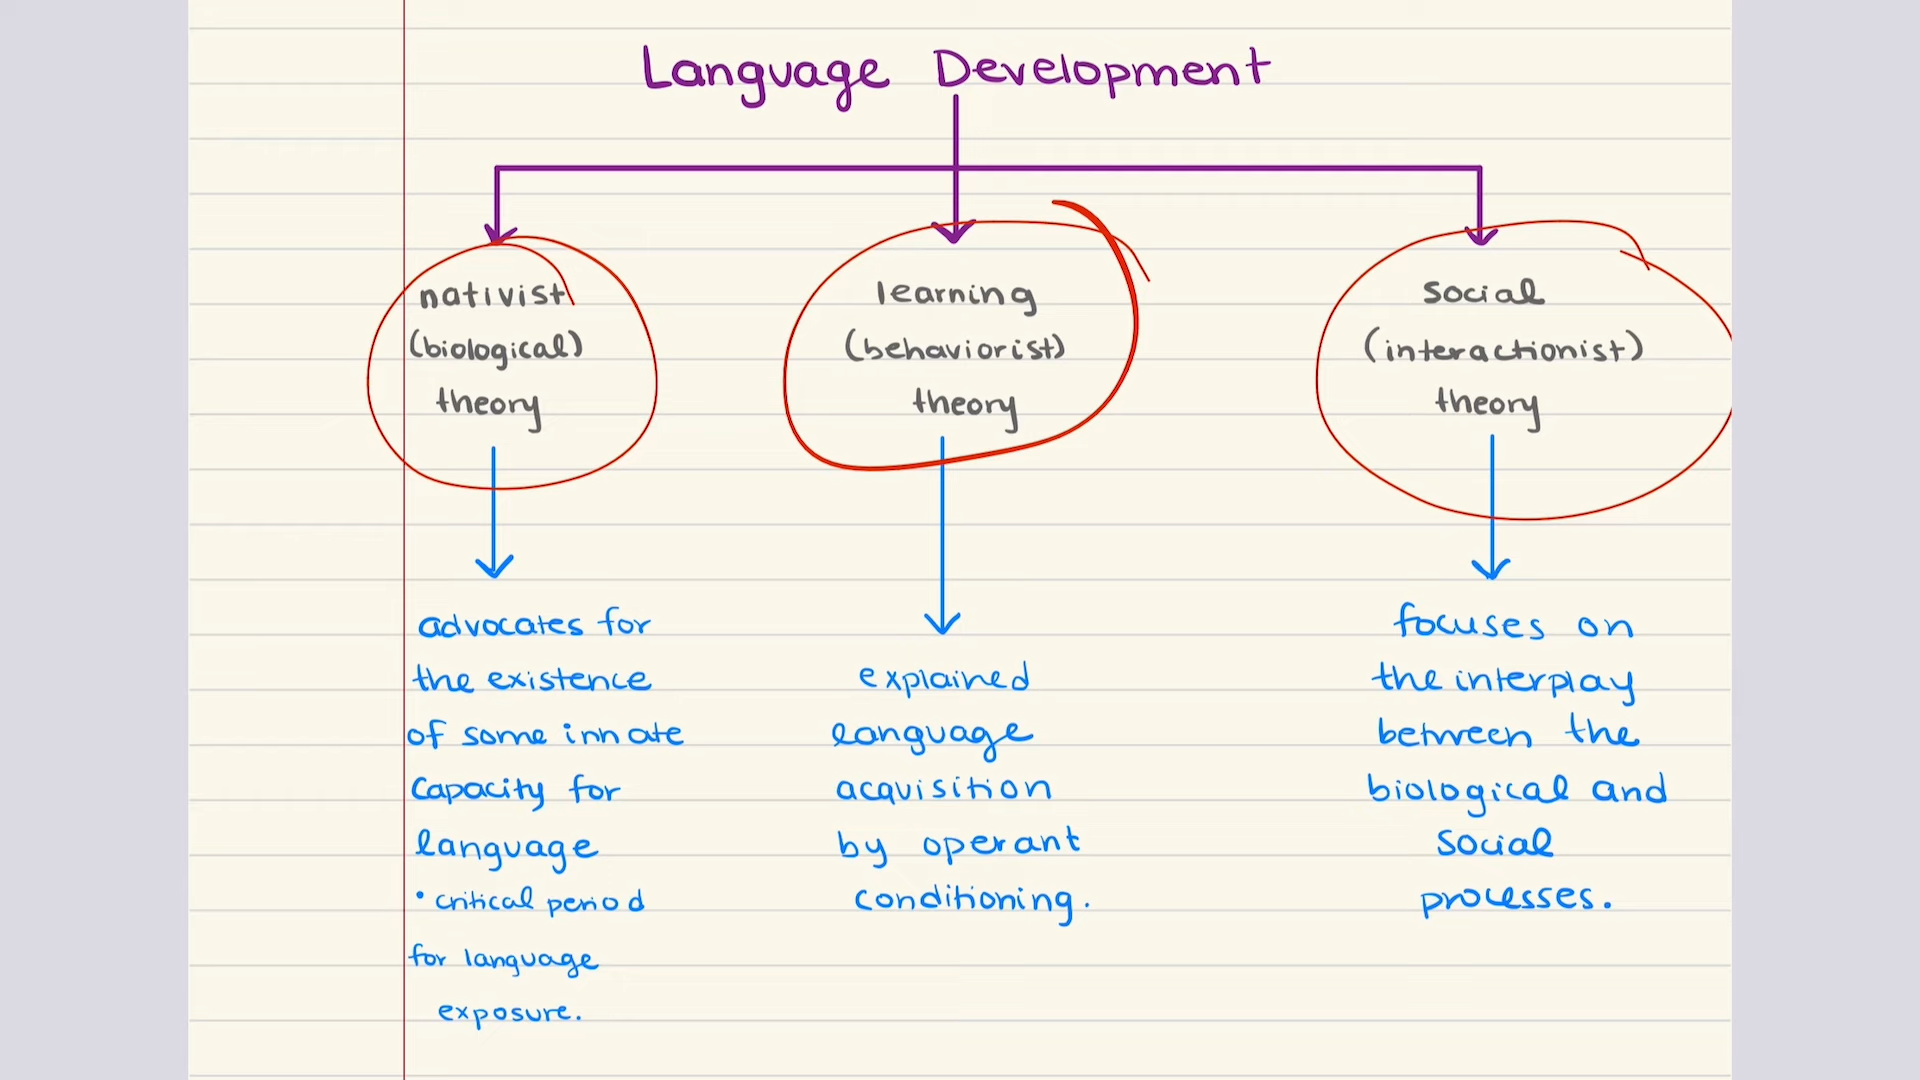 Language Development
nativist
(biological)
theory
advocates for
the existence
of some innate
capacity for
language
• critical period
for language
exposure.
learning
(behaviorist)
theory
explained
language
acquisition
by operant
conditioning.
social
(interactionist)
theory
focuses on
the interplay
between the
biological and
social
processes.